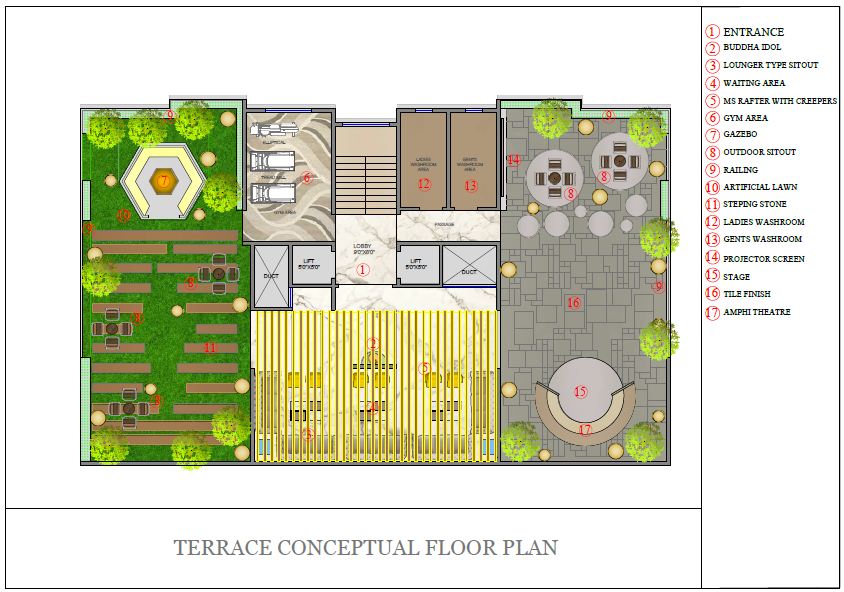 1 ENTRANCE
2 BUDDHA IDOL
3 LOUNGER TYPE SITOUT
4 WAITING AREA
5 MS RAFTER WITH CREEPERS
6 GYM AREA
7 GAZEBO
8 OUTDOOR SITOUT
9 RAILING
10 ARTIFICIAL LAWN
11 STEPING STONE
12 LADIES WASHROOM
13 GENTS WASHROOM
14 PROJECTOR SCREEN
15 STAGE
16 TILE FINISH
17 AMPHI THEATRE
9
9
ELLIPTICAL
14
LADIES
WASHROOM
AREA
GENTS
WASHROOM
AREA
8
7
TREAD MILL
6
12
13
8
10
GYM AREA
9
PASSAGE
LOBBY
LIFT
5'0"X5'0"
LIFT
5'0"X5'0"
DUCT
1
DUCT
8
9
16
8
2
11
5
15
8
4
3
17
TERRACE CONCEPTUAL FLOOR PLAN